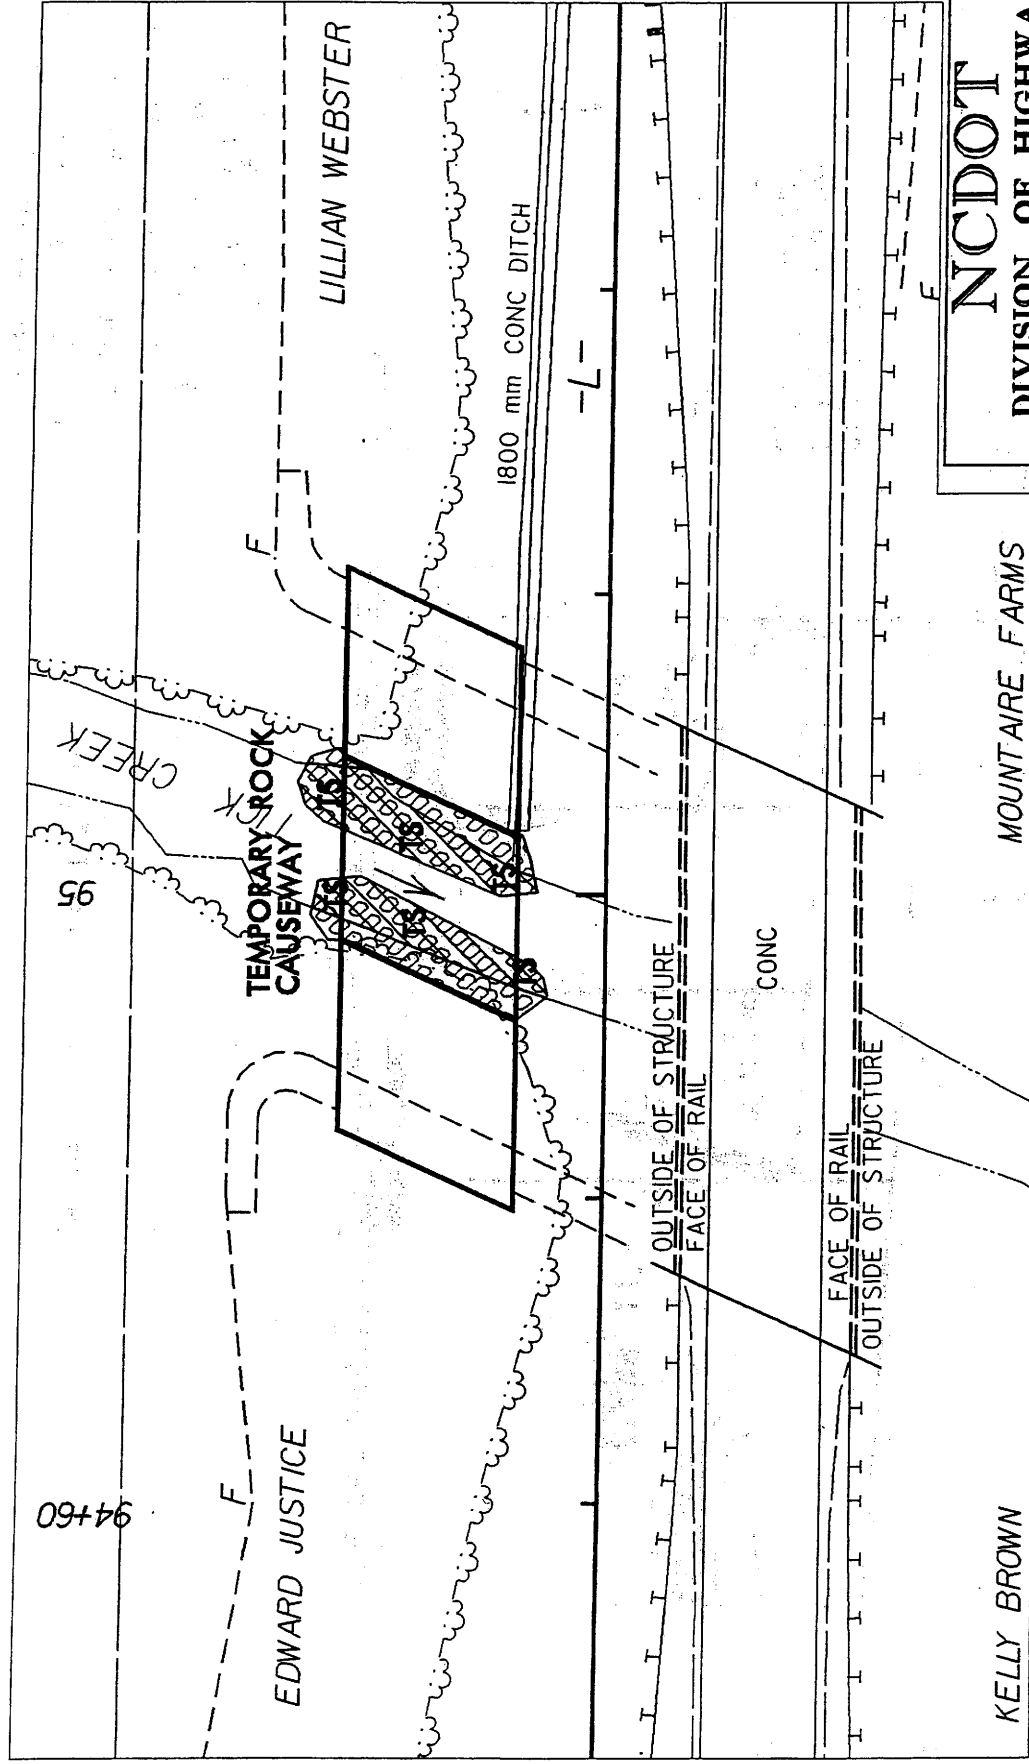 94+60
95
F
EDWARD JUSTICE
CREEK
TEMPORARY ROCK
CAUSEWAY
TS
TS
TS
TS
TS
TS
F
LILLIAN WEBSTER
1800 mm CONC DITCH
-L-
OUTSIDE OF STRUCTURE
FACE OF RAIL
CONC
FACE OF RAIL
OUTSIDE OF STRUCTURE
F
KELLY BROWN
MOUNTAIRE FARMS
NCDOT
DIVISION OF HIGHWA